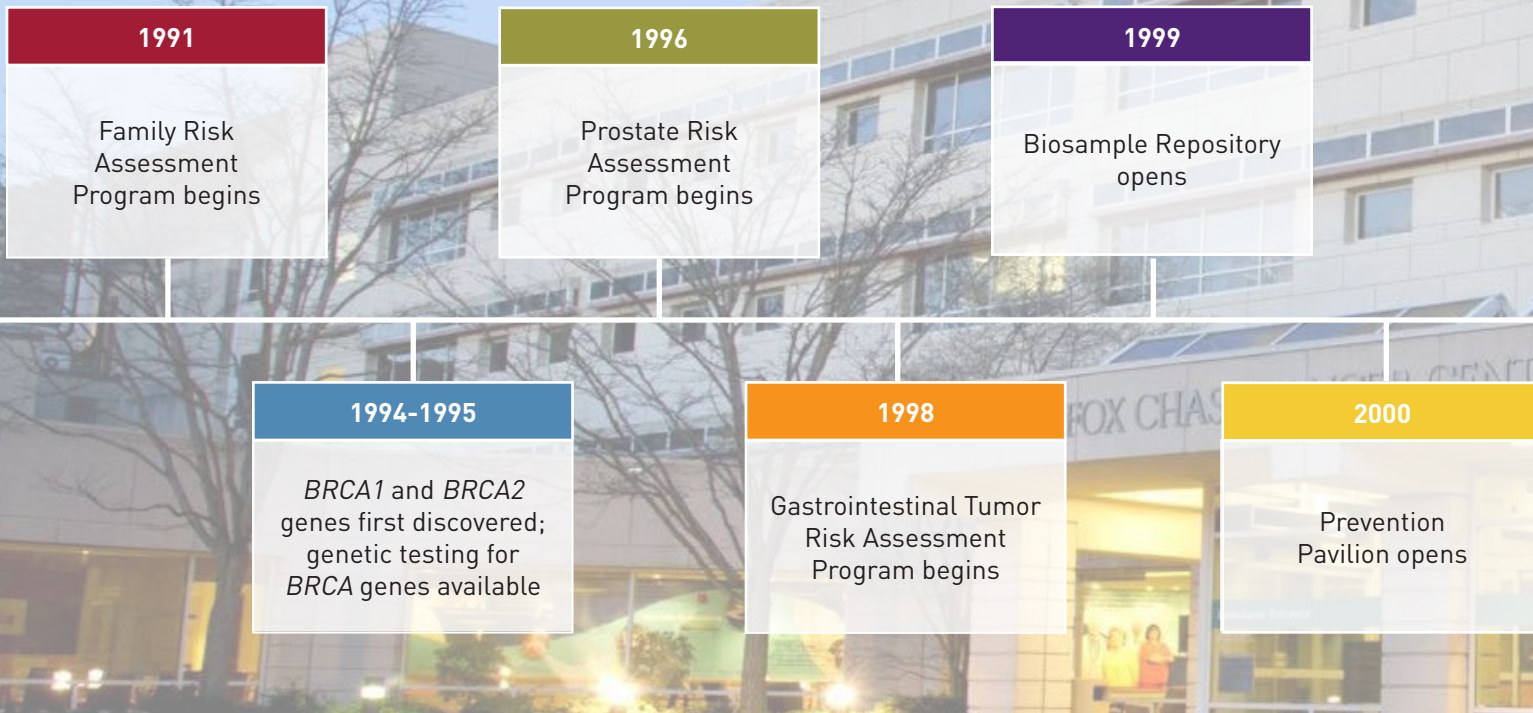 1991
Family Risk
Assessment
Program begins
1994-1995
BRCA1 and BRCA2
genes first discovered;
genetic testing for
BRCA genes available
1996
Prostate Risk
Assessment
Program begins
1998
Gastrointestinal Tumor
Risk Assessment
Program begins
1999
Biosample Repository
opens
2000
Prevention
Pavilion opens
FOX CHAS